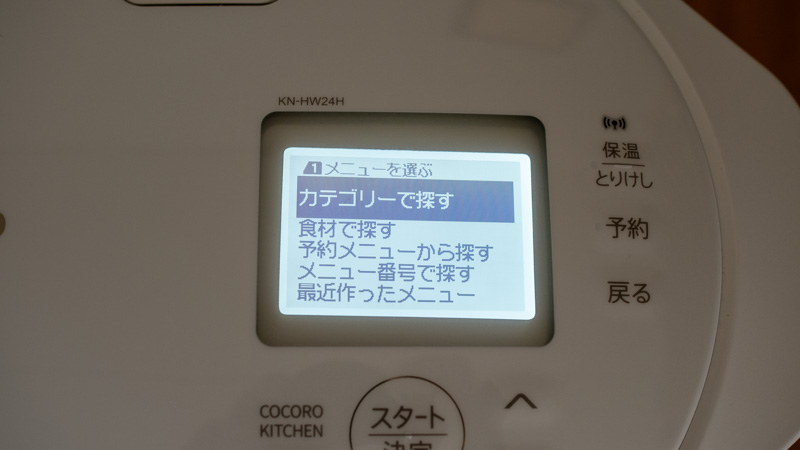 KN-HW24H
1 メニューを選ぶ
カテゴリーで探す
食材で探す
予約メニューから探す
メニュー番号で探す
最近作ったメニュー
保温
とりけし
予約
戻る
COCORO
KITCHEN
スタート
決定